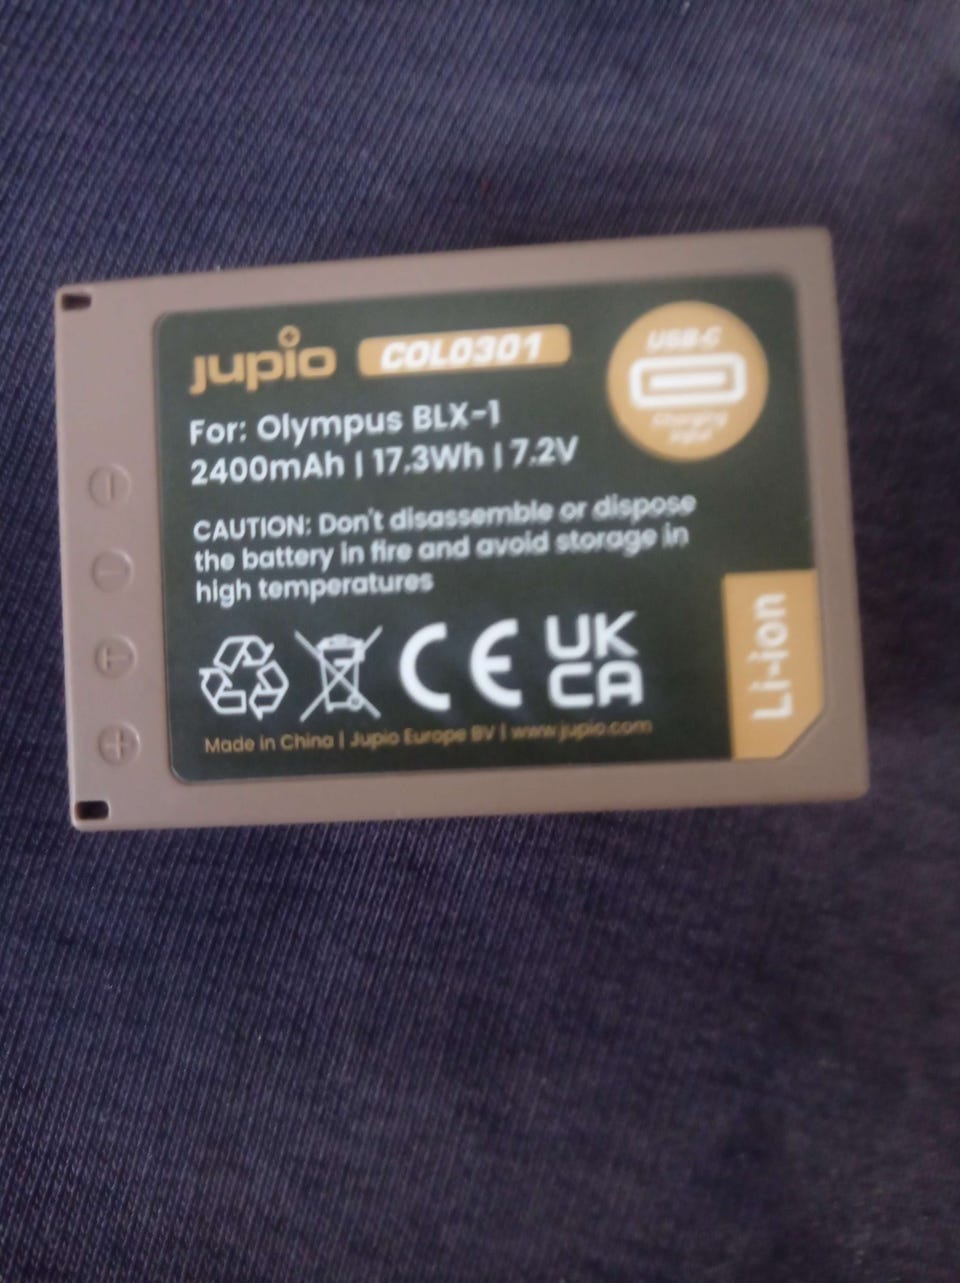 jupio COL0301
For: Olympus BLX-1
2400mAh | 17.3Wh | 7.2V
CAUTION: Don't disassemble or dispose
the battery in fire and avoid storage in
high temperatures
CE UK
CA
Made in China | Jupio Europe BV | www.jupio.com
USB-C
Charging
input
Li-ion
− I T +